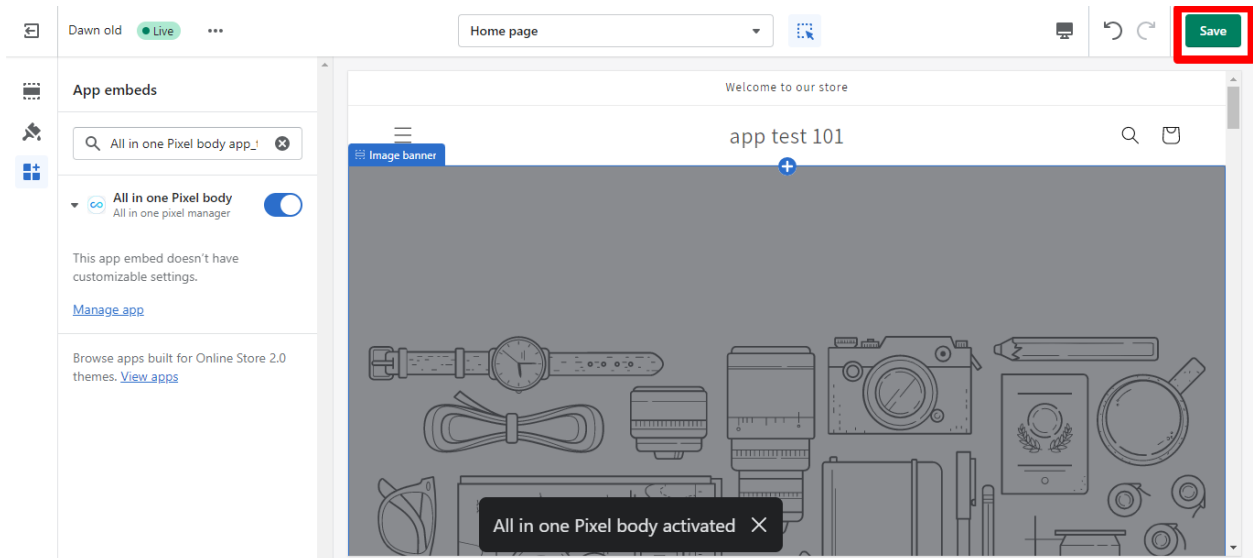 Dawn old
Live
Home page
Save
App embeds
All in one Pixel body app_
All in one Pixel body
All in one pixel manager
This app embed doesn't have
customizable settings.
Manage app
Browse apps built for Online Store 2.0
themes. View apps
Welcome to our store
app test 101
Image banner
All in one Pixel body activated